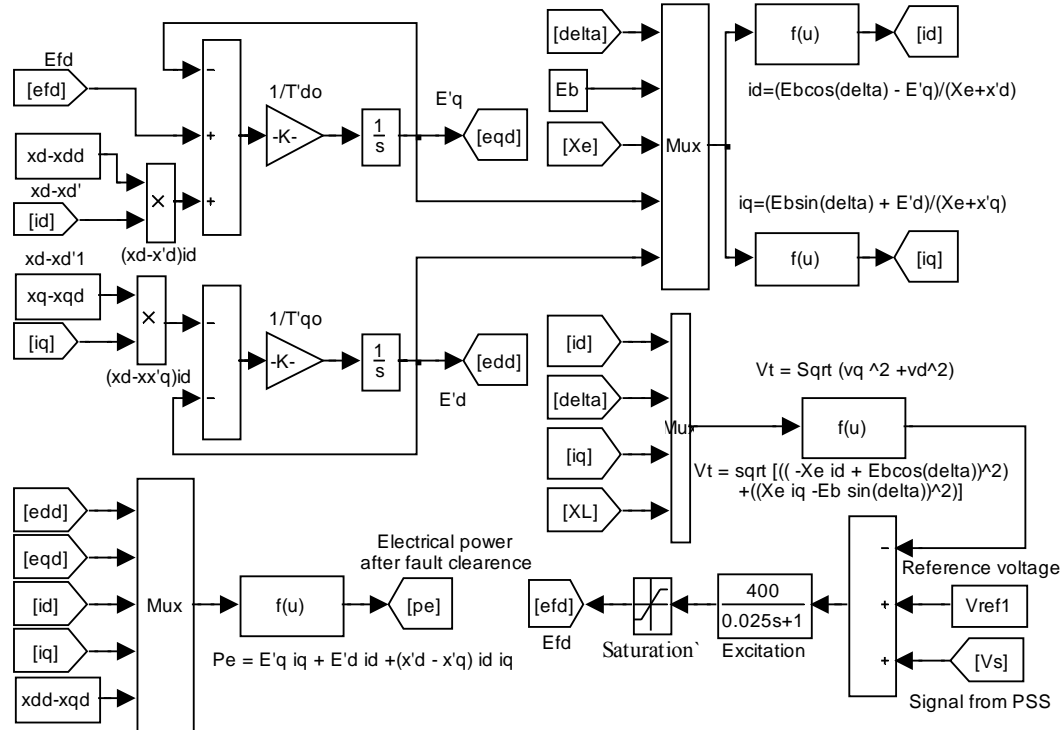 Efd
[efd]
xd-xdd
xd-xd'
[id]
×
(xd-x'd)id
−
+
+
1/T'do
-K-
1
s
E'q
[eqd]
xd-xd'1
xq-xqd
[iq]
×
(xd-xx'q)id
−
−
1/T'qo
-K-
1
s
[edd]
E'd
[delta]
Eb
[Xe]
Mux
f(u)
[id]
id=(Ebcos(delta) - E'q)/(Xe+x'd)
iq=(Ebsin(delta) + E'd)/(Xe+x'q)
f(u)
[iq]
[id]
[delta]
[iq]
[XL]
Mux
Vt = Sqrt (vq ^2 +vd^2)
f(u)
Vt = sqrt [(( -Xe id + Ebcos(delta))^2)
+((Xe iq -Eb sin(delta))^2)]
[edd]
[eqd]
[id]
[iq]
xdd-xqd
Mux
f(u)
Electrical power
after fault clearence
[pe]
Pe = E'q iq + E'd id +(x'd - x'q) id iq
[efd]
Efd
Saturation`
400
0.025s+1
Excitation
−
+
+
Reference voltage
Vref1
[Vs]
Signal from PSS